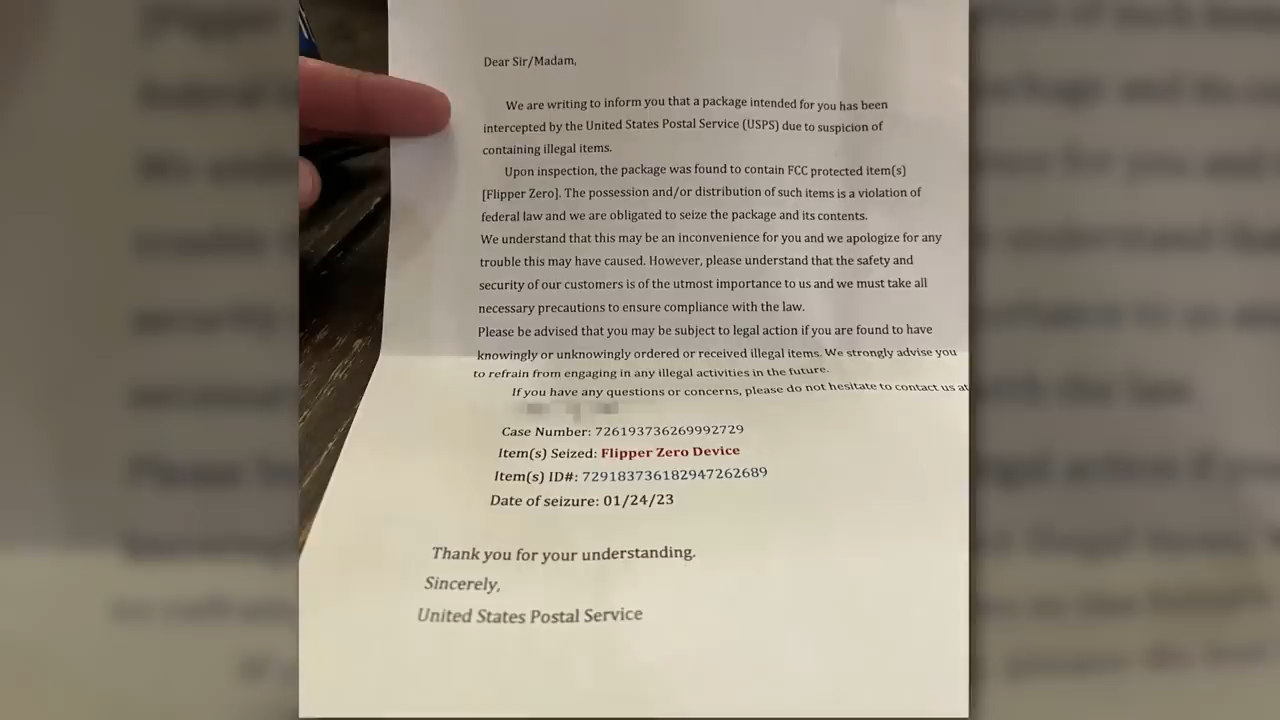 Dear Sir/Madam,
We are writing to inform you that a package intended for you has been
intercepted by the United States Postal Service (USPS) due to suspicion of
containing illegal items.
Upon inspection, the package was found to contain FCC protected item(s)
[Flipper Zero]. The possession and/or distribution of such items is a violation of
federal law and we are obligated to seize the package and its contents.
We understand that this may be an inconvenience for you and we apologize for any
trouble this may have caused. However, please understand that the safety and
security of our customers is of the utmost importance to us and we must take all
necessary precautions to ensure compliance with the law.
Please be advised that you may be subject to legal action if you are found to have
knowingly or unknowingly ordered or received illegal items. We strongly advise you
to refrain from engaging in any illegal activities in the future.
If you have any questions or concerns, please do not hesitate to contact us at
Case Number: 726193736269992729
Item(s) Seized: Flipper Zero Device
Item(s) ID#: 729183736182947262689
Date of seizure: 01/24/23
Thank you for your understanding.
Sincerely,
United States Postal Service